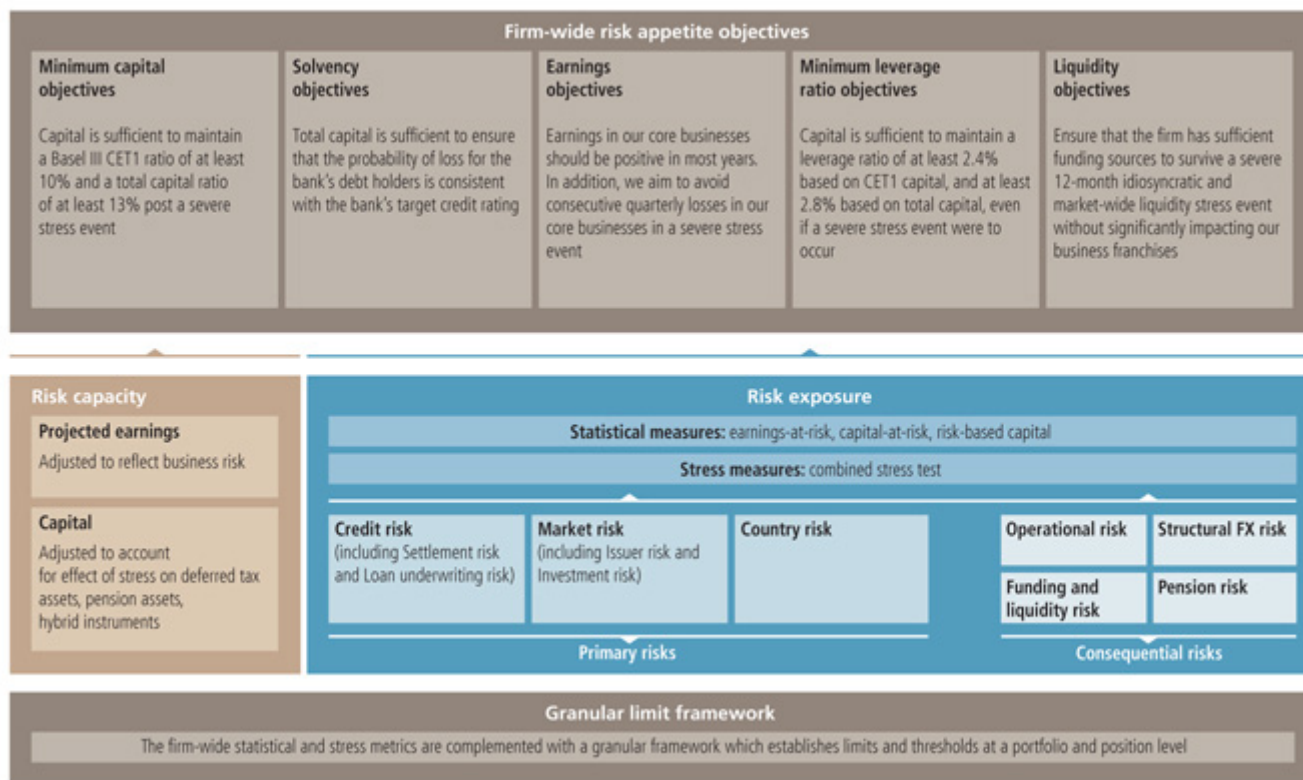 Firm-wide risk appetite objectives
Minimum capital
objectives
Capital is sufficient to maintain
a Basel III CET1 ratio of at least
10% and a total capital ratio
of at least 13% post a severe
stress event
Solvency
objectives
Total capital is sufficient to ensure
that the probability of loss for the
bank's debt holders is consistent
with the bank's target credit rating
Earnings
objectives
Earnings in our core businesses
should be positive in most years.
In addition, we aim to avoid
consecutive quarterly losses in our
core businesses in a severe stress
event
Minimum leverage
ratio objectives
Capital is sufficient to maintain a
leverage ratio of at least 2.4%
based on CET1 capital, and at least
2.8% based on total capital, even
if a severe stress event were to
occur
Liquidity
objectives
Ensure that the firm has sufficient
funding sources to survive a severe
12-month idiosyncratic and
market-wide liquidity stress event
without significantly impacting our
business franchises
Risk capacity
Projected earnings
Adjusted to reflect business risk
Capital
Adjusted to account
for effect of stress on deferred tax
assets, pension assets,
hybrid instruments
Risk exposure
Statistical measures: earnings-at-risk, capital-at-risk, risk-based capital
Stress measures: combined stress test
Credit risk
(including Settlement risk
and Loan underwriting risk)
Market risk
(including Issuer risk and
Investment risk)
Country risk
Primary risks
Operational risk
Structural FX risk
Funding and
liquidity risk
Pension risk
Consequential risks
Granular limit framework
The firm-wide statistical and stress metrics are complemented with a granular framework which establishes limits and thresholds at a portfolio and position level